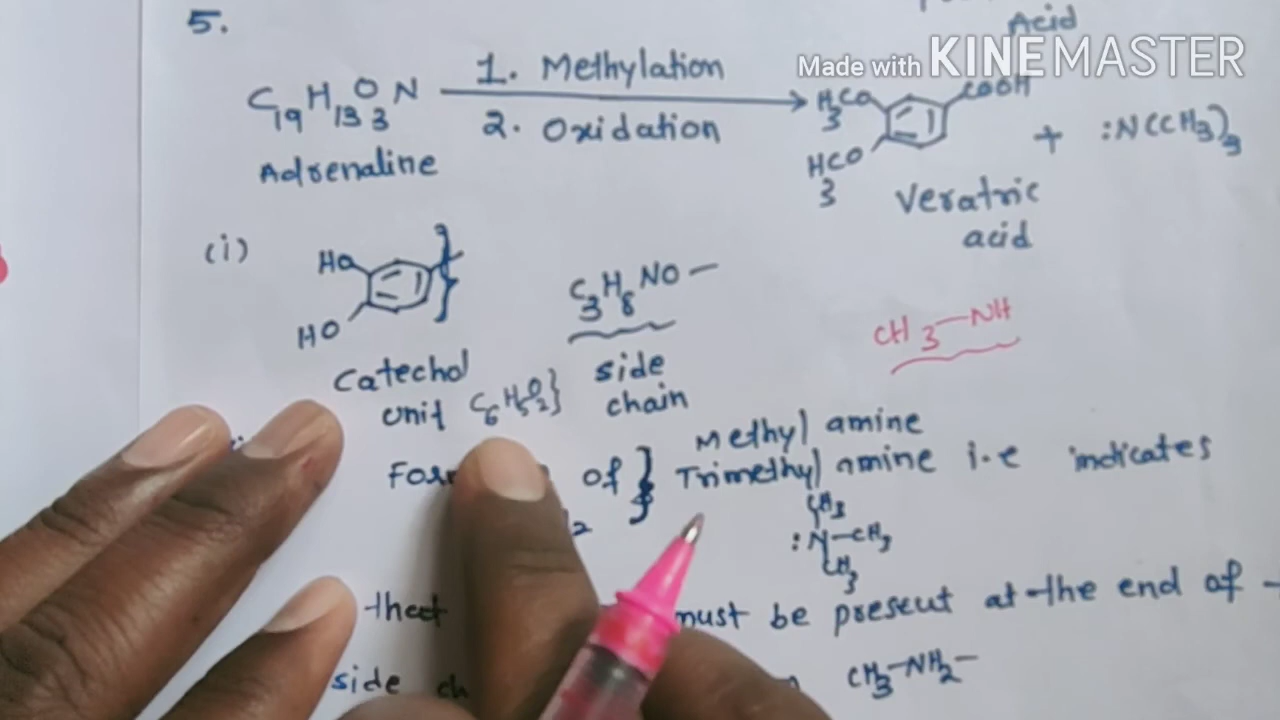 5.
Acid
Made with KINEMASTER
C19H13O3N
Adrenaline
1. Methylation
2. Oxidation
H3CO
COOH
H3CO
+ :N(CH3)3
Veratric
acid
(i)
HO
HO
C3H8NO–
CH3–NH
Catechol
unit C6H5O2}
side
chain
Methyl amine
of } Trimethyl amine i.e indicates
CH3
:N–CH3
CH3
that
must be present at the end of -
side
CH3–NH2–